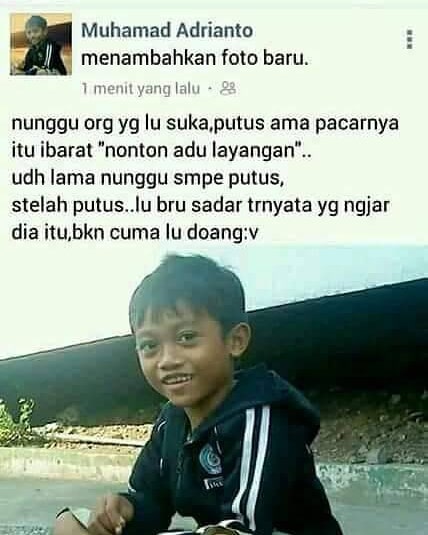 Muhamad Adrianto
menambahkan foto baru.
1 menit yang lalu ·
nunggu org yg lu suka,putus ama pacarnya
itu ibarat "nonton adu layangan"..
udh lama nunggu smpe putus,
stelah putus..lu bru sadar trnyata yg ngjar
dia itu,bkn cuma lu doang:v